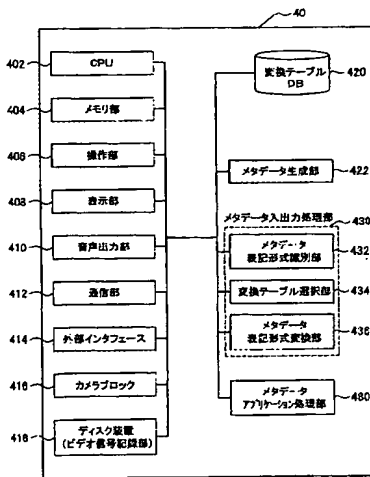 40
402 CPU
404 メモリ部
406 操作部
408 表示部
410 音声出力部
412 通信部
414 外部インタフェース
416 カメラブロック
418 ディスク装置
(ビデオ信号記録部)
変換テーブル
DB 420
メタデータ生成部 422
メタデータ入出力処理部 430
メタデータ
表記形式識別部 432
変換テーブル選択部 434
メタデータ
表記形式変換部 436
メタデータ
アプリケーション処理部 480